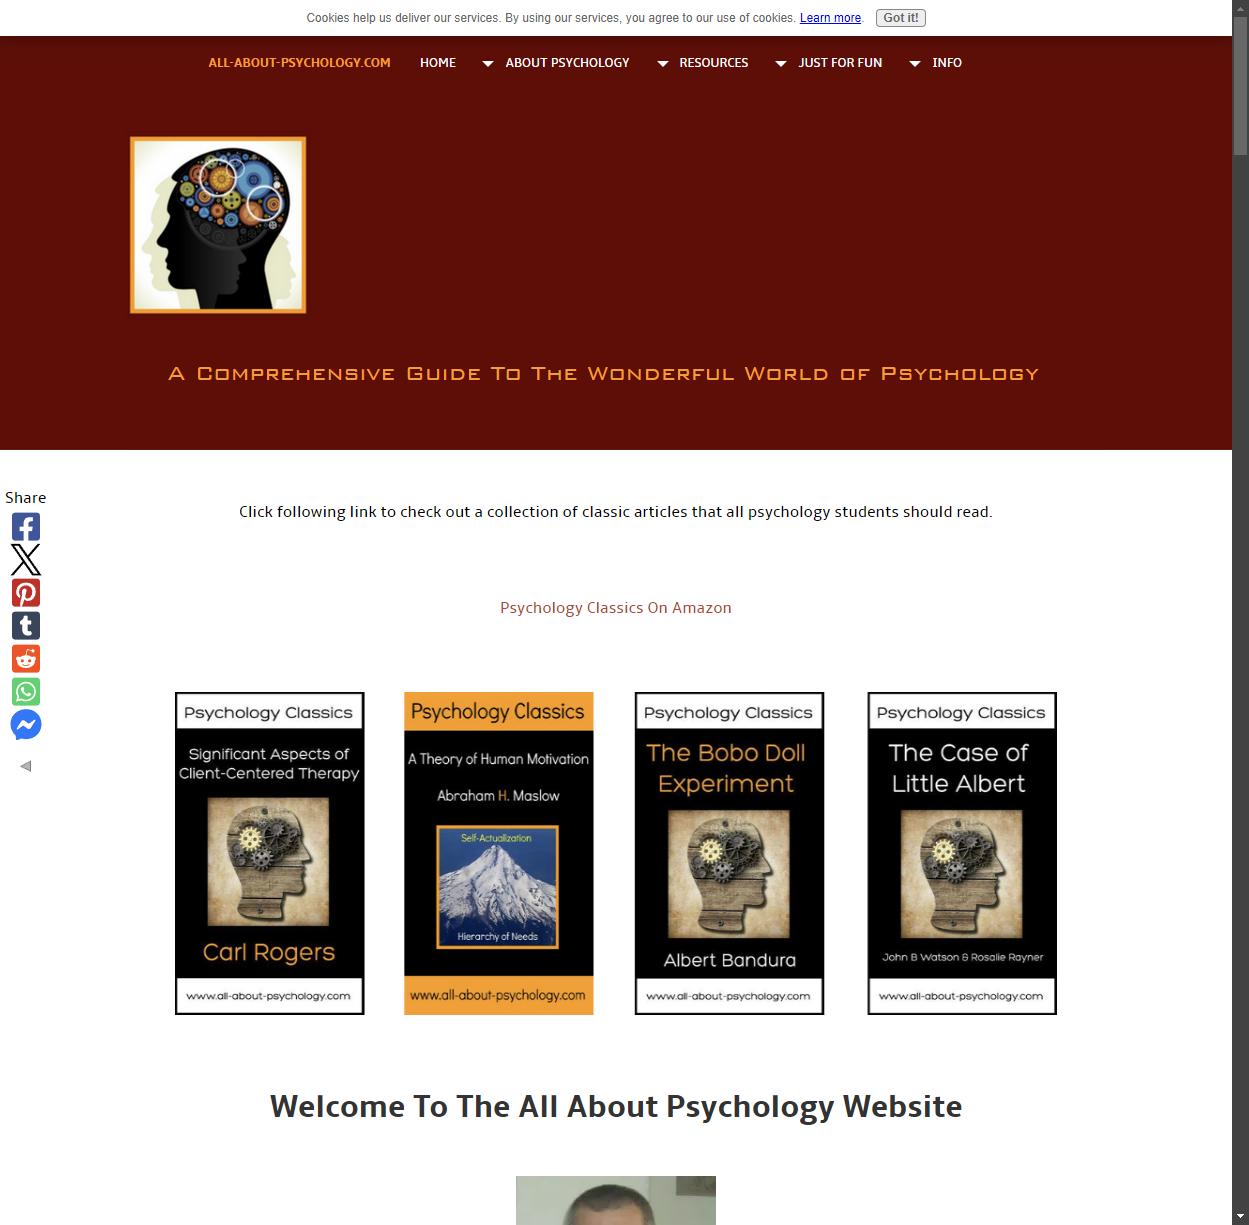 Cookies help us deliver our services. By using our services, you agree to our use of cookies. Learn more. Got it!
ALL-ABOUT-PSYCHOLOGY.COM HOME ABOUT PSYCHOLOGY RESOURCES JUST FOR FUN INFO
A Comprehensive Guide To The Wonderful World of Psychology
Share
Click following link to check out a collection of classic articles that all psychology students should read.
Psychology Classics On Amazon
Psychology Classics
Significant Aspects of
Client-Centered Therapy
Carl Rogers
www.all-about-psychology.com
Psychology Classics
A Theory of Human Motivation
Abraham H. Maslow
Self-Actualization
Hierarchy of Needs
www.all-about-psychology.com
Psychology Classics
The Bobo Doll
Experiment
Albert Bandura
www.all-about-psychology.com
Psychology Classics
The Case of
Little Albert
John B Watson & Rosalie Rayner
www.all-about-psychology.com
Welcome To The All About Psychology Website